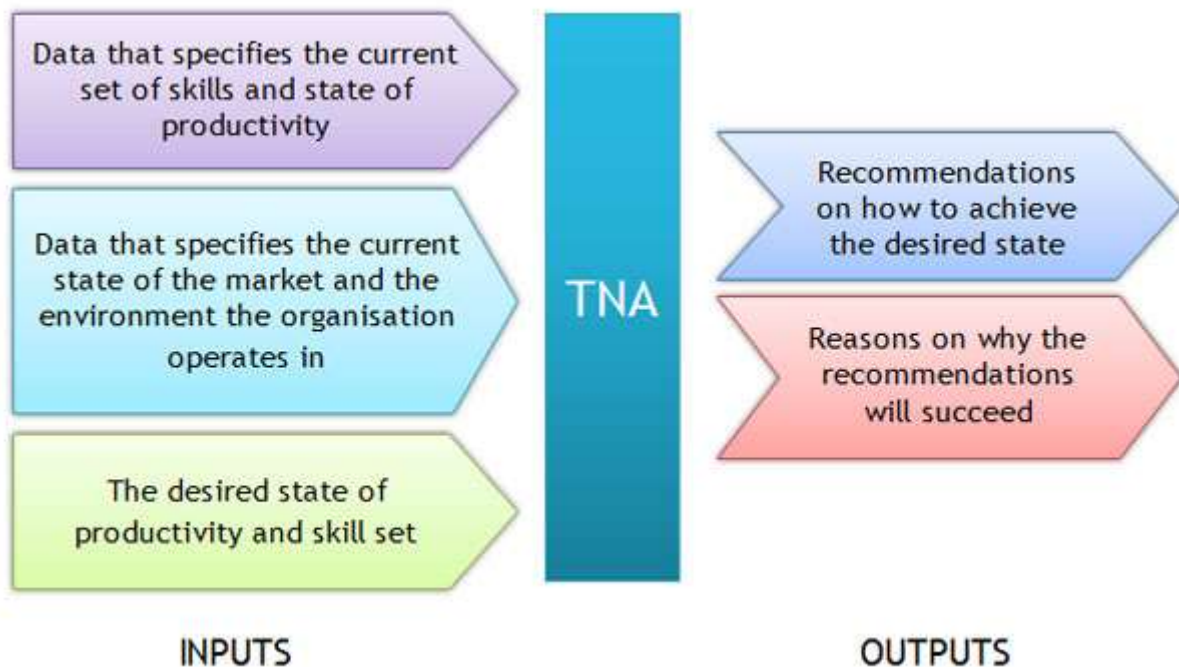 Data that specifies the current
set of skills and state of
productivity
Data that specifies the current
state of the market and the
environment the organisation
operates in
The desired state of
productivity and skill set
TNA
Recommendations
on how to achieve
the desired state
Reasons on why the
recommendations
will succeed
INPUTS
OUTPUTS